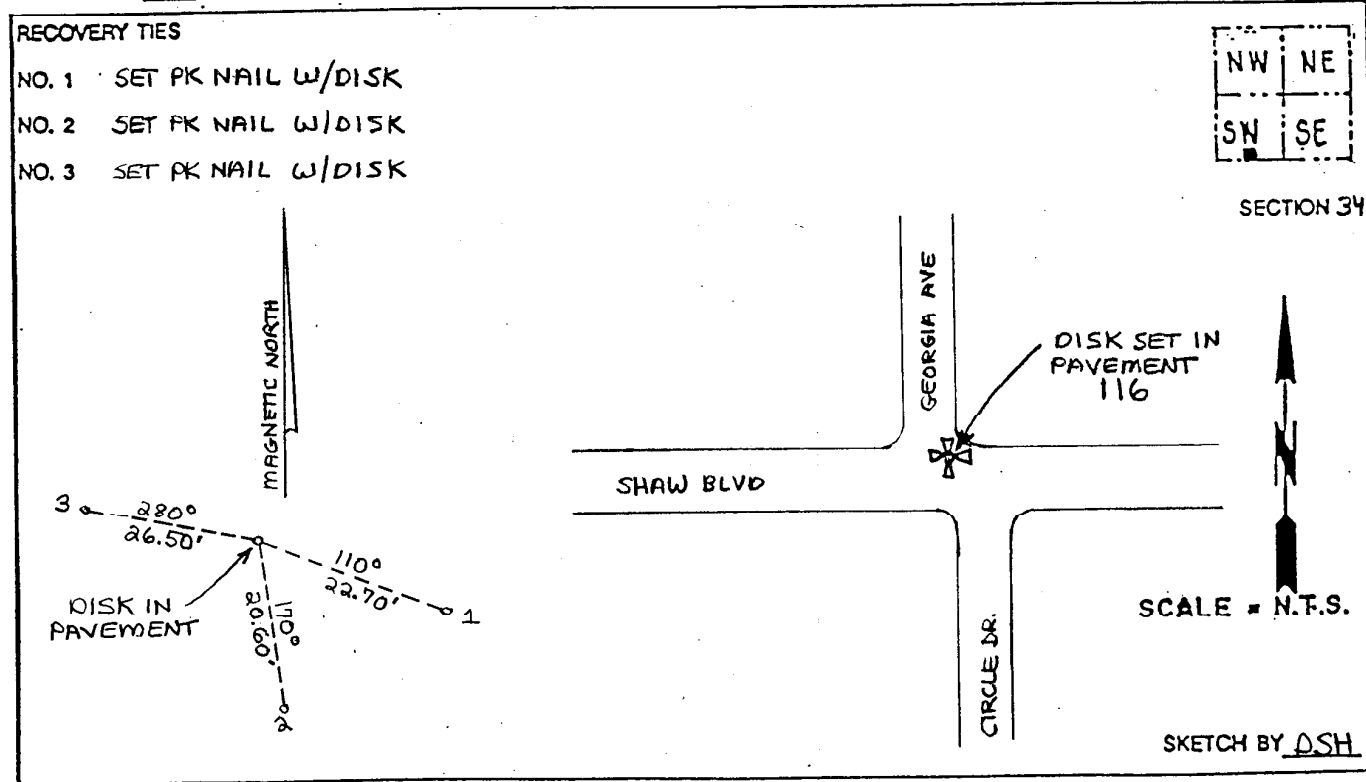 RECOVERY TIES
NO. 1 SET PK NAIL W/DISK
NO. 2 SET PK NAIL W/DISK
NO. 3 SET PK NAIL W/DISK
NW NE
SW SE
SECTION 34
MAGNETIC NORTH
3
280°
26.50'
110°
22.70'
1
170°
20.60'
2
DISK IN
PAVEMENT
GEORGIA AVE
DISK SET IN
PAVEMENT
116
SHAW BLVD
CIRCLE DR.
N
SCALE = N.T.S.
SKETCH BY DSH